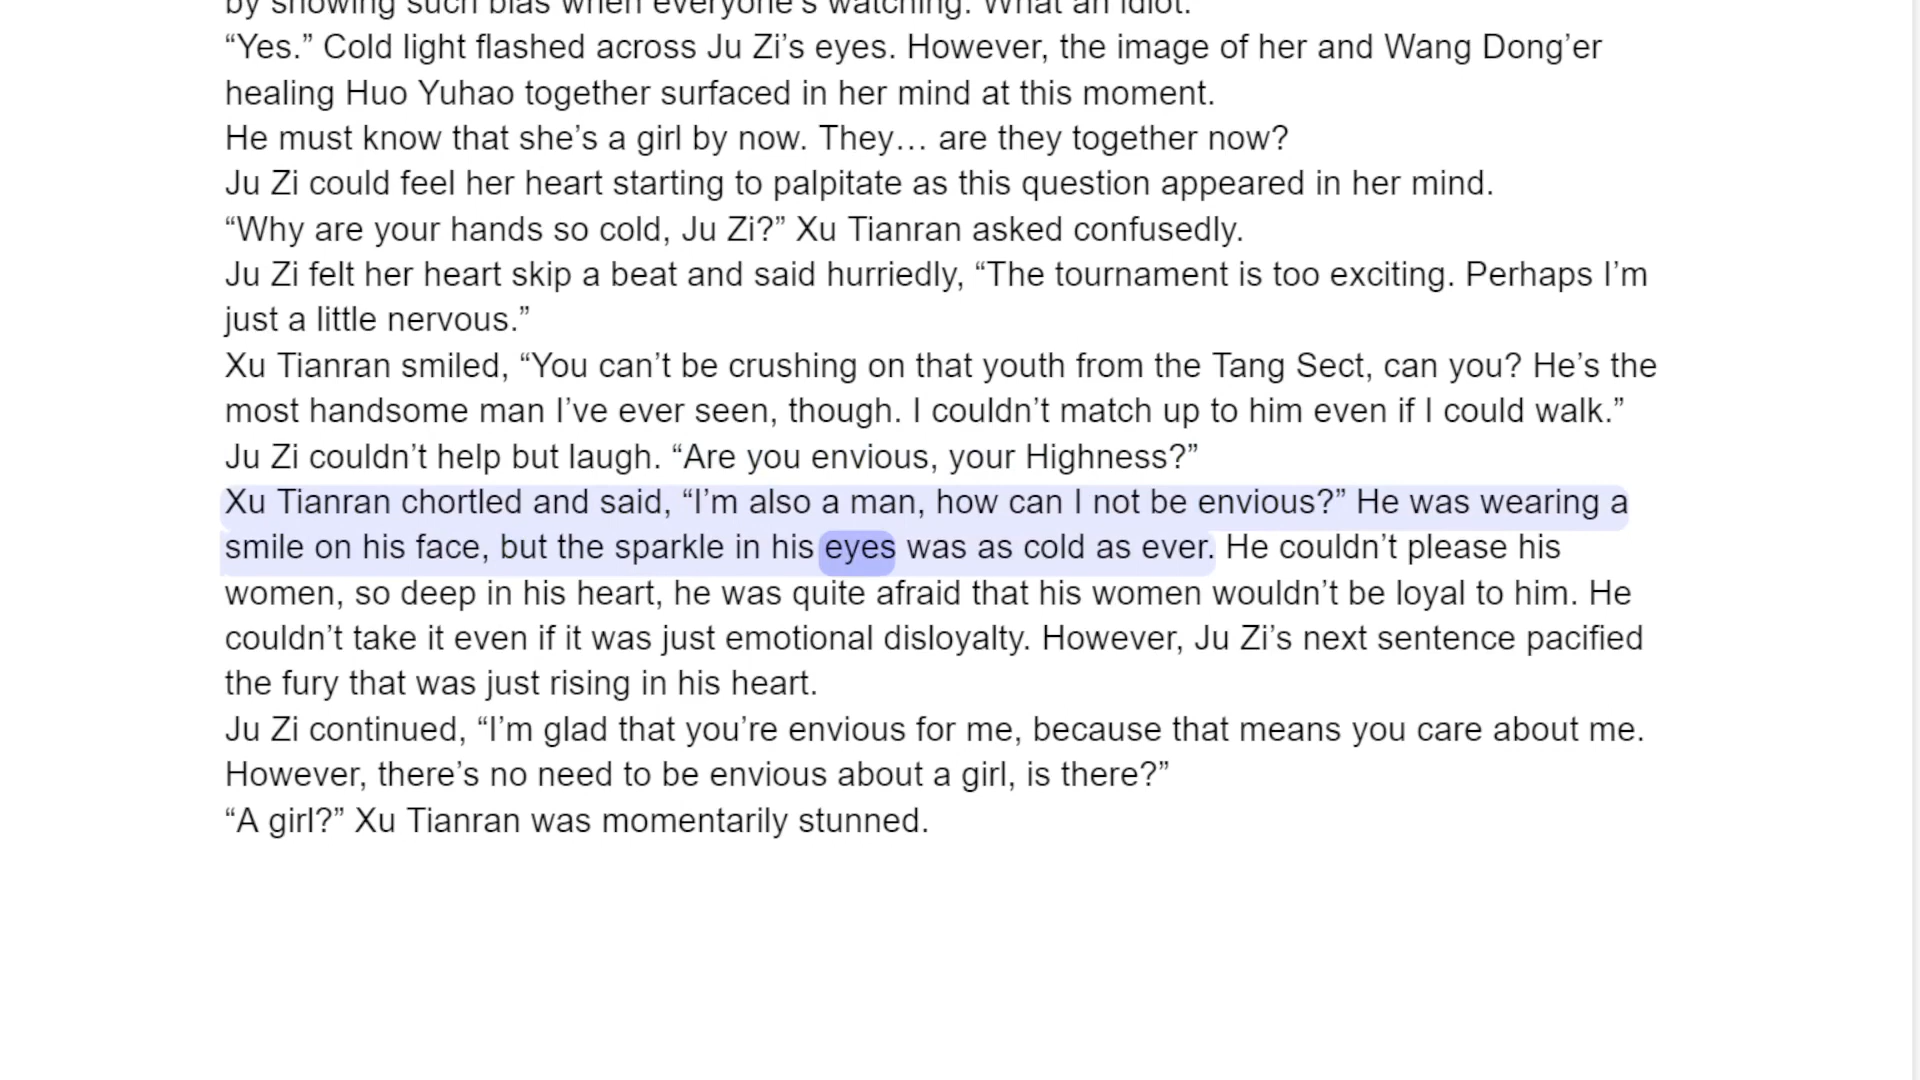 by showing such bias when everyone’s watching. What an idiot.
“Yes.” Cold light flashed across Ju Zi’s eyes. However, the image of her and Wang Dong’er
healing Huo Yuhao together surfaced in her mind at this moment.
He must know that she’s a girl by now. They… are they together now?
Ju Zi could feel her heart starting to palpitate as this question appeared in her mind.
“Why are your hands so cold, Ju Zi?” Xu Tianran asked confusedly.
Ju Zi felt her heart skip a beat and said hurriedly, “The tournament is too exciting. Perhaps I’m
just a little nervous.”
Xu Tianran smiled, “You can’t be crushing on that youth from the Tang Sect, can you? He’s the
most handsome man I’ve ever seen, though. I couldn’t match up to him even if I could walk.”
Ju Zi couldn’t help but laugh. “Are you envious, your Highness?”
Xu Tianran chortled and said, “I’m also a man, how can I not be envious?” He was wearing a
smile on his face, but the sparkle in his eyes was as cold as ever. He couldn’t please his
women, so deep in his heart, he was quite afraid that his women wouldn’t be loyal to him. He
couldn’t take it even if it was just emotional disloyalty. However, Ju Zi’s next sentence pacified
the fury that was just rising in his heart.
Ju Zi continued, “I’m glad that you’re envious for me, because that means you care about me.
However, there’s no need to be envious about a girl, is there?”
“A girl?” Xu Tianran was momentarily stunned.